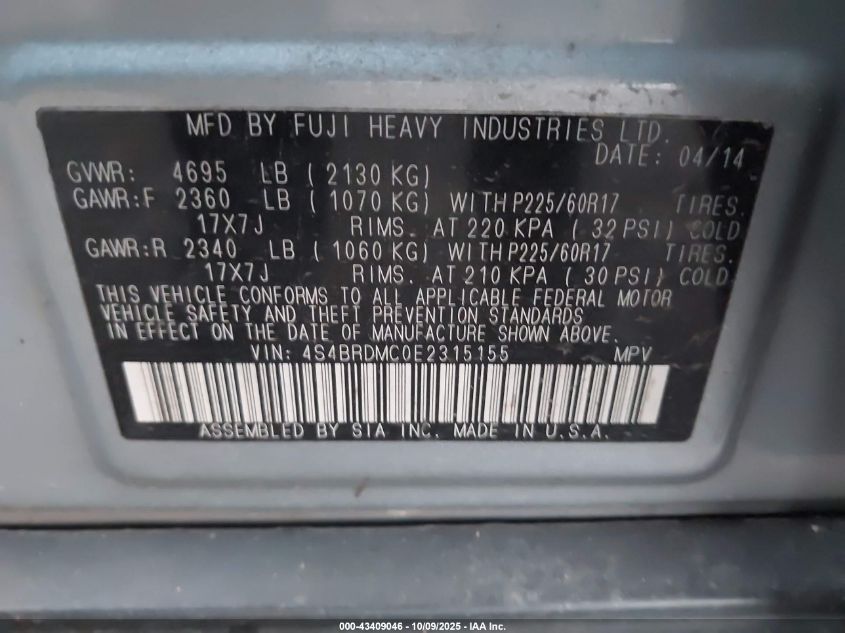 MFD BY FUJI HEAVY INDUSTRIES LTD.
DATE: 04/14
GVWR: 4695 LB ( 2130 KG)
GAWR:F 2360 LB ( 1070 KG) WITH P225/60R17 TIRES.
17X7J RIMS. AT 220 KPA ( 32 PSI) COLD
GAWR:R 2340 LB ( 1060 KG) WITH P225/60R17 TIRES.
17X7J RIMS. AT 210 KPA ( 30 PSI) COLD
THIS VEHICLE CONFORMS TO ALL APPLICABLE FEDERAL MOTOR
VEHICLE SAFETY AND THEFT PREVENTION STANDARDS
IN EFFECT ON THE DATE OF MANUFACTURE SHOWN ABOVE.
VIN: 4S4BRDMC0E2315155 MPV
ASSEMBLED BY SIA INC. MADE IN U.S.A.
000-43409046 - 10/09/2025 - IAA Inc.